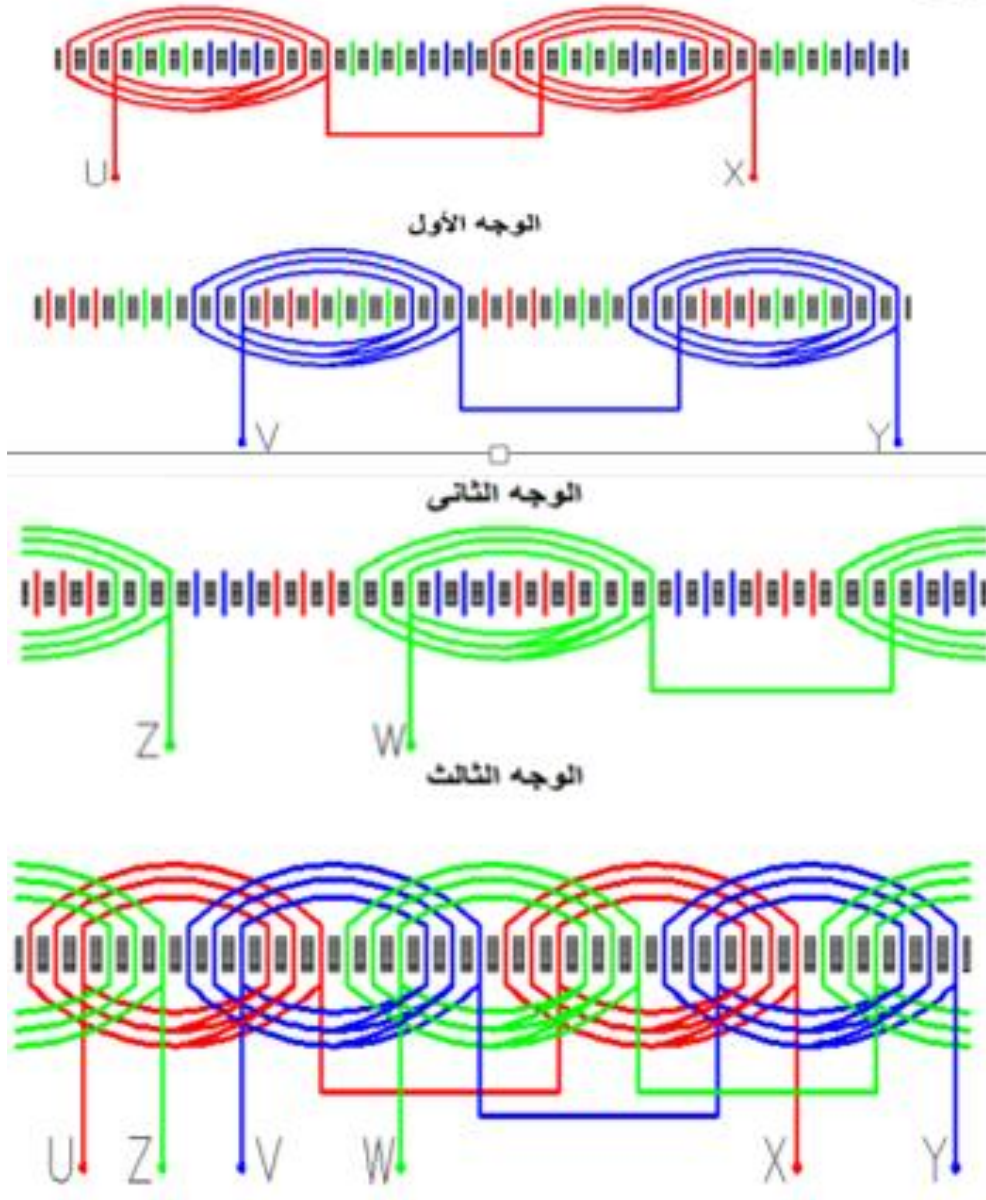 U X
الوجه الأول
V Y
الوجه الثانى
Z W
الوجه الثالث
U Z V W X Y